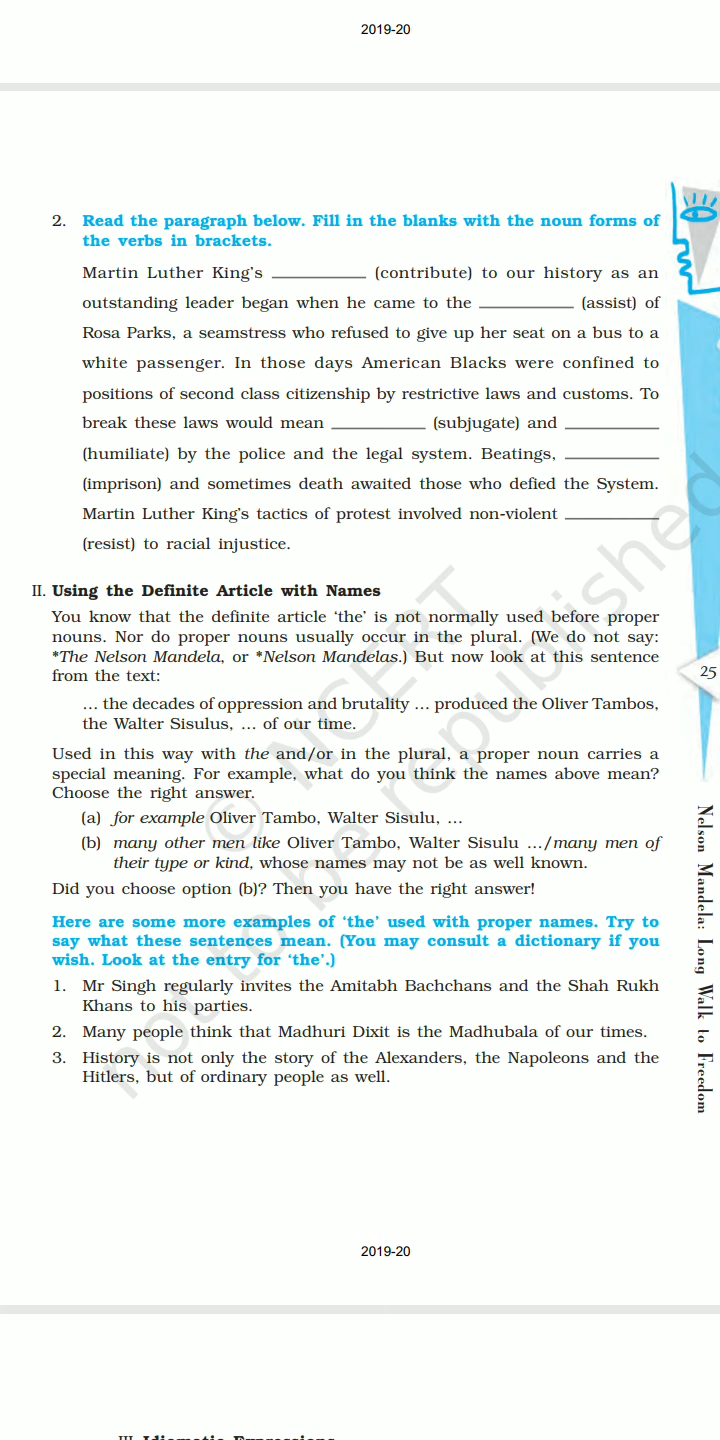 2019-20
2. Read the paragraph below. Fill in the blanks with the noun forms of
the verbs in brackets.
Martin Luther King's __________ (contribute) to our history as an
outstanding leader began when he came to the __________ (assist) of
Rosa Parks, a seamstress who refused to give up her seat on a bus to a
white passenger. In those days American Blacks were confined to
positions of second class citizenship by restrictive laws and customs. To
break these laws would mean __________ (subjugate) and __________
(humiliate) by the police and the legal system. Beatings, __________
(imprison) and sometimes death awaited those who defied the System.
Martin Luther King's tactics of protest involved non-violent __________
(resist) to racial injustice.
II. Using the Definite Article with Names
You know that the definite article 'the' is not normally used before proper
nouns. Nor do proper nouns usually occur in the plural. (We do not say:
*The Nelson Mandela, or *Nelson Mandelas.) But now look at this sentence
from the text:
... the decades of oppression and brutality ... produced the Oliver Tambos,
the Walter Sisulus, ... of our time.
Used in this way with the and/or in the plural, a proper noun carries a
special meaning. For example, what do you think the names above mean?
Choose the right answer.
(a) for example Oliver Tambo, Walter Sisulu, ...
(b) many other men like Oliver Tambo, Walter Sisulu .../many men of
their type or kind, whose names may not be as well known.
Did you choose option (b)? Then you have the right answer!
Here are some more examples of 'the' used with proper names. Try to
say what these sentences mean. (You may consult a dictionary if you
wish. Look at the entry for 'the'.)
1. Mr Singh regularly invites the Amitabh Bachchans and the Shah Rukh
Khans to his parties.
2. Many people think that Madhuri Dixit is the Madhubala of our times.
3. History is not only the story of the Alexanders, the Napoleons and the
Hitlers, but of ordinary people as well.
25
Nelson Mandela: Long Walk to Freedom
© NCERT
not to be republished
2019-20
III. Idiomatic Expressions